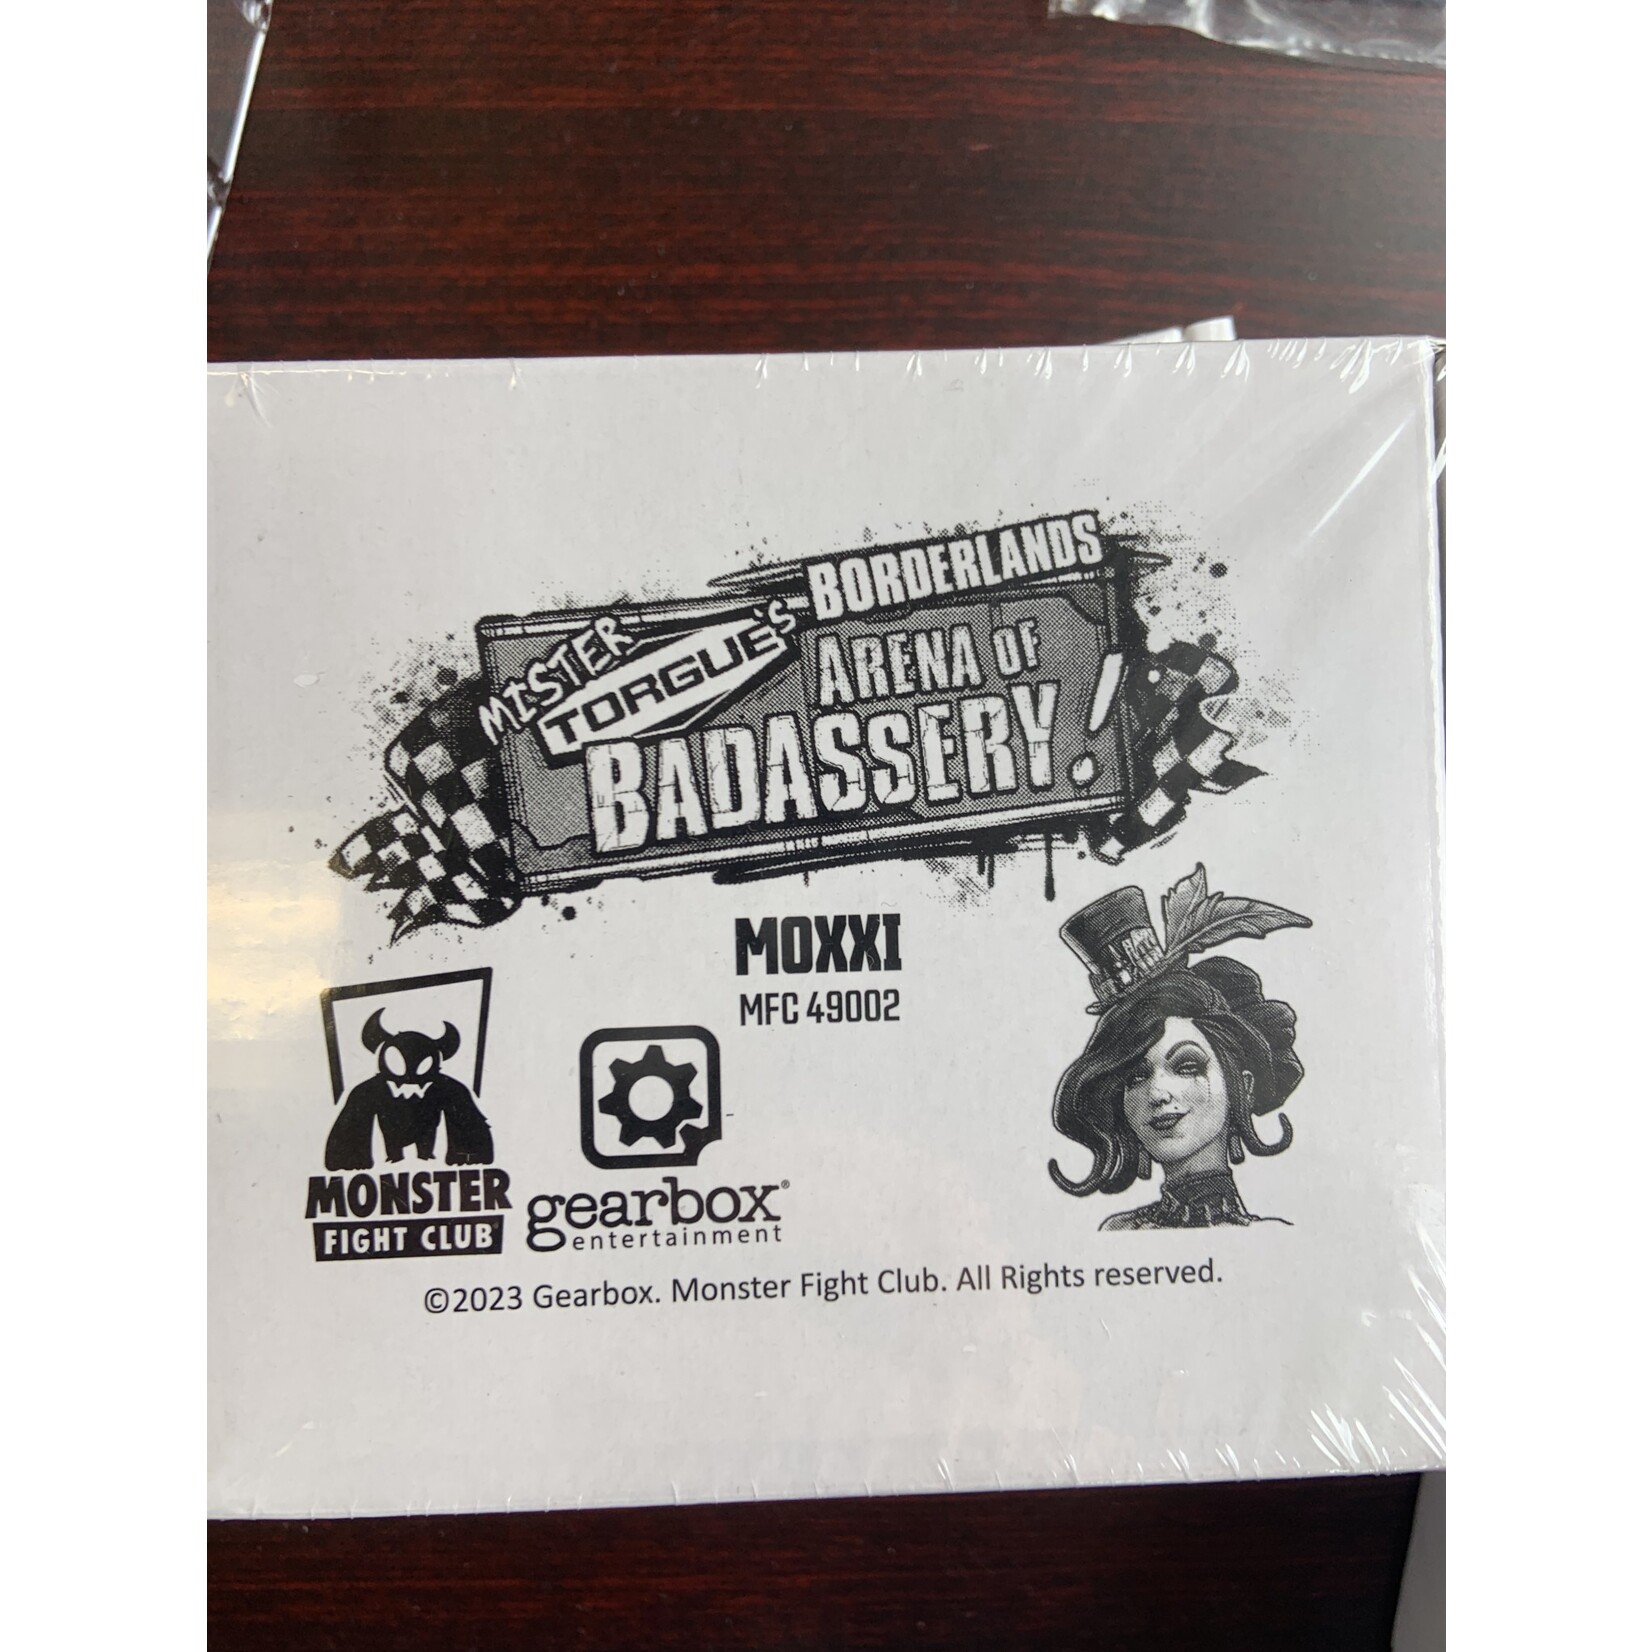 MISTER
TORGUE'S
BORDERLANDS
ARENA OF
BADASSERY!
MOXXI
MFC 49002
MONSTER
FIGHT CLUB
gearbox®
entertainment
©2023 Gearbox. Monster Fight Club. All Rights reserved.